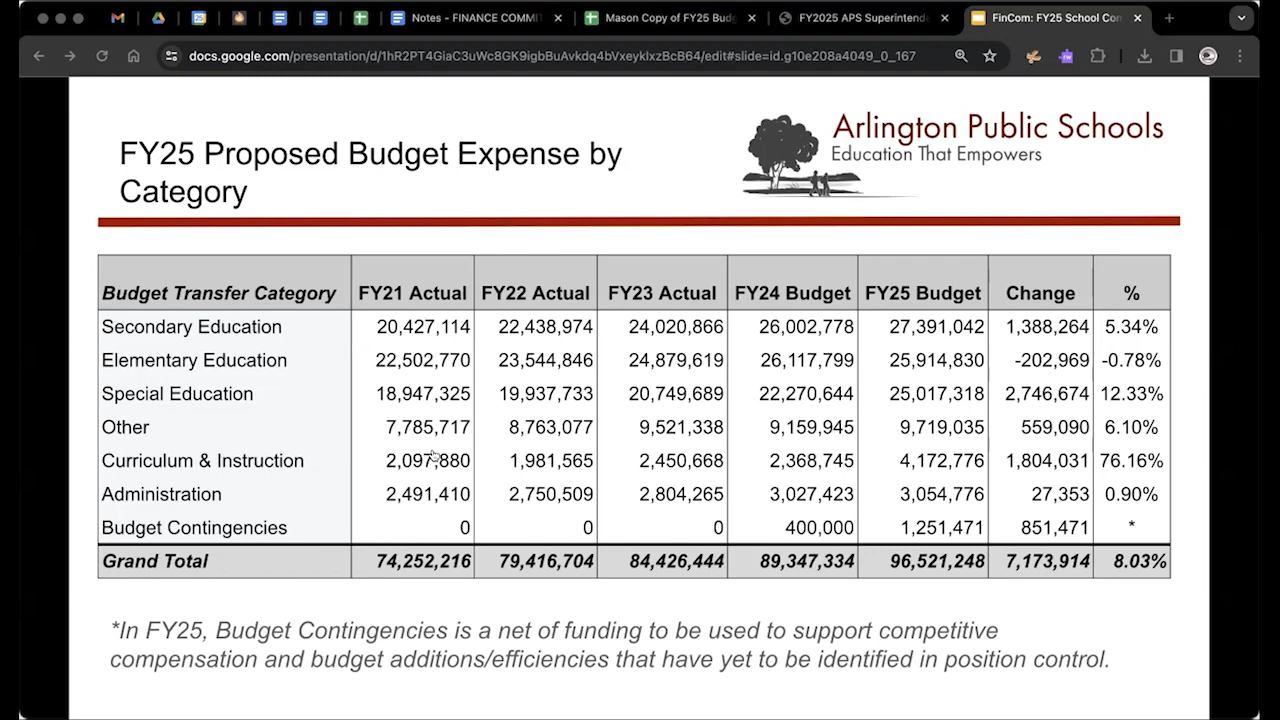 Notes - FINANCE COMMIT
Mason Copy of FY25 Budg
FY2025 APS Superintende
FinCom: FY25 School Com
docs.google.com/presentation/d/1hR2PT4GiaC3uWc8GK9igbBuAvkdq4bVxeyklxzBcB64/edit#slide=id.g10e208a4049_0_167
FY25 Proposed Budget Expense by
Category
Arlington Public Schools
Education That Empowers
Budget Transfer Category FY21 Actual FY22 Actual FY23 Actual FY24 Budget FY25 Budget Change %
Secondary Education 20,427,114 22,438,974 24,020,866 26,002,778 27,391,042 1,388,264 5.34%
Elementary Education 22,502,770 23,544,846 24,879,619 26,117,799 25,914,830 -202,969 -0.78%
Special Education 18,947,325 19,937,733 20,749,689 22,270,644 25,017,318 2,746,674 12.33%
Other 7,785,717 8,763,077 9,521,338 9,159,945 9,719,035 559,090 6.10%
Curriculum & Instruction 2,097,880 1,981,565 2,450,668 2,368,745 4,172,776 1,804,031 76.16%
Administration 2,491,410 2,750,509 2,804,265 3,027,423 3,054,776 27,353 0.90%
Budget Contingencies 0 0 0 400,000 1,251,471 851,471 *
Grand Total 74,252,216 79,416,704 84,426,444 89,347,334 96,521,248 7,173,914 8.03%
*In FY25, Budget Contingencies is a net of funding to be used to support competitive
compensation and budget additions/efficiencies that have yet to be identified in position control.